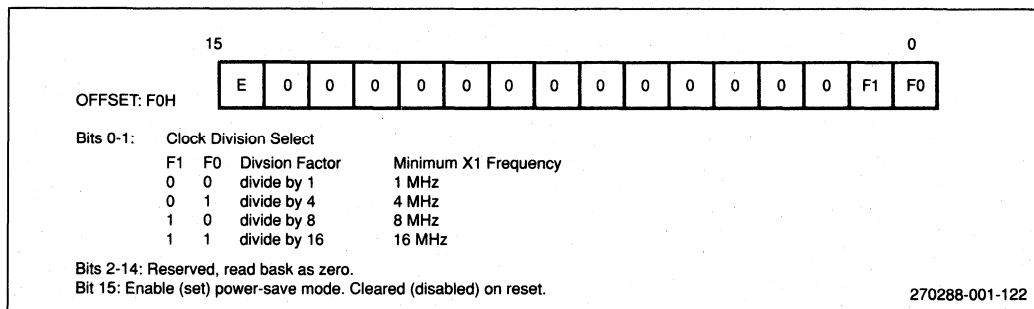 15 0
OFFSET: F0H E 0 0 0 0 0 0 0 0 0 0 0 0 0 F1 F0
Bits 0-1: Clock Division Select
F1 F0 Divsion Factor Minimum X1 Frequency
0 0 divide by 1 1 MHz
0 1 divide by 4 4 MHz
1 0 divide by 8 8 MHz
1 1 divide by 16 16 MHz
Bits 2-14: Reserved, read bask as zero.
Bit 15: Enable (set) power-save mode. Cleared (disabled) on reset.
270288-001-122